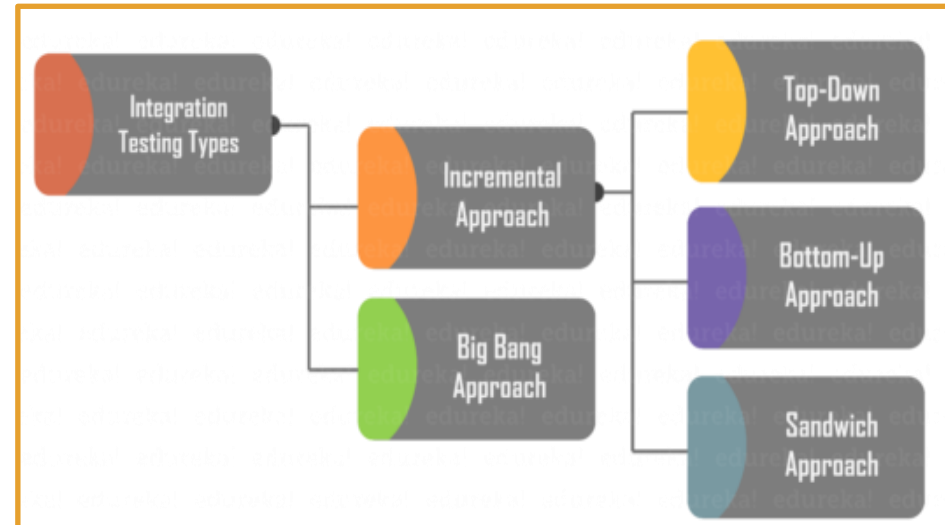 Integration
Testing Types
Incremental
Approach
Big Bang
Approach
Top-Down
Approach
Bottom-Up
Approach
Sandwich
Approach